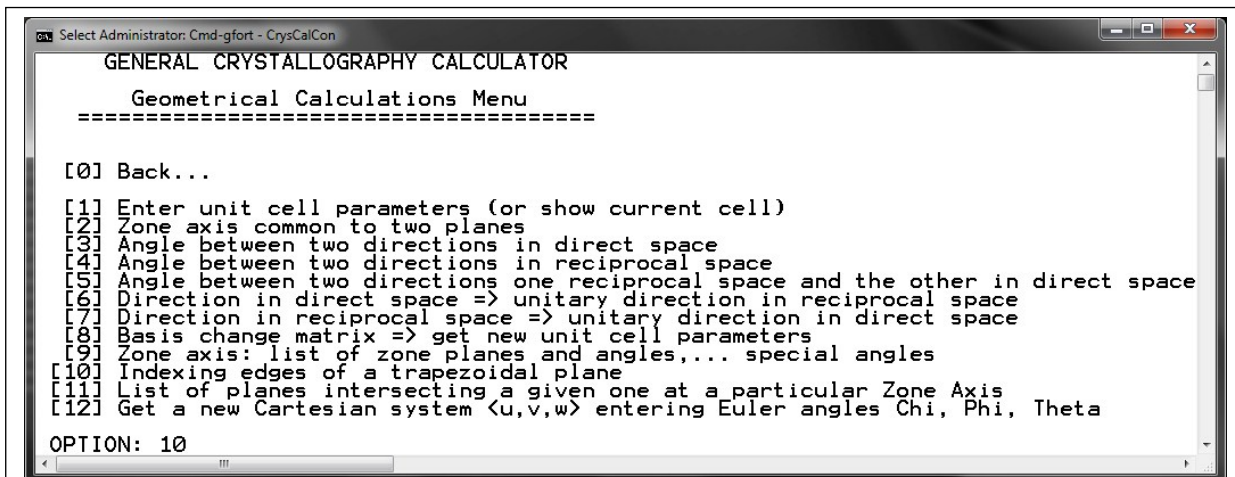 Select Administrator: Cmd-gfort - CrysCalCon
GENERAL CRYSTALLOGRAPHY CALCULATOR
Geometrical Calculations Menu
======================================
[0] Back...
[1] Enter unit cell parameters (or show current cell)
[2] Zone axis common to two planes
[3] Angle between two directions in direct space
[4] Angle between two directions in reciprocal space
[5] Angle between two directions one reciprocal space and the other in direct space
[6] Direction in direct space => unitary direction in reciprocal space
[7] Direction in reciprocal space => unitary direction in direct space
[8] Basis change matrix => get new unit cell parameters
[9] Zone axis: list of zone planes and angles,... special angles
[10] Indexing edges of a trapezoidal plane
[11] List of planes intersecting a given one at a particular Zone Axis
[12] Get a new Cartesian system <u,v,w> entering Euler angles Chi, Phi, Theta
OPTION: 10